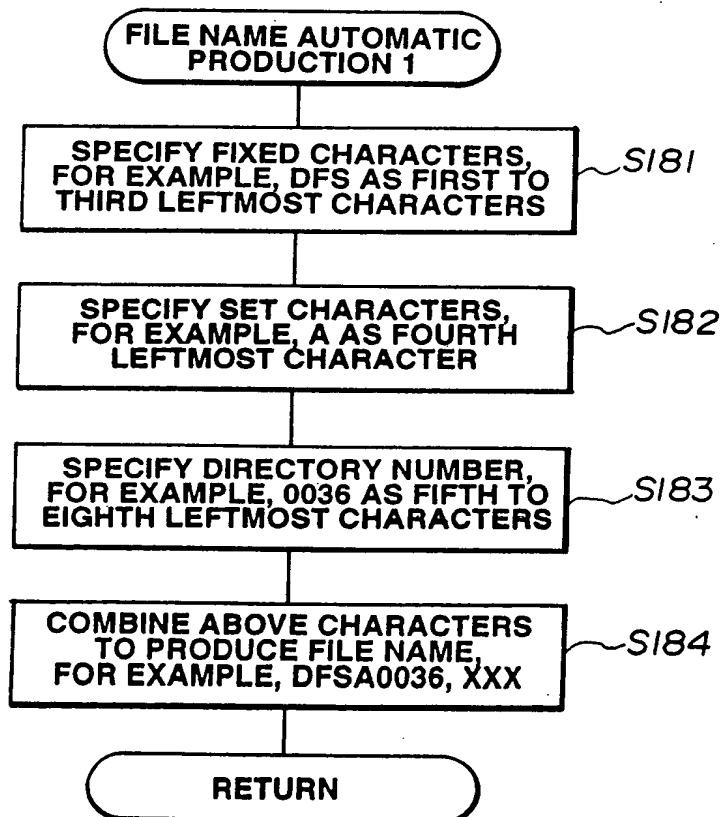 FILE NAME AUTOMATIC
PRODUCTION 1
SPECIFY FIXED CHARACTERS,
FOR EXAMPLE, DFS AS FIRST TO
THIRD LEFTMOST CHARACTERS
S181
SPECIFY SET CHARACTERS,
FOR EXAMPLE, A AS FOURTH
LEFTMOST CHARACTER
S182
SPECIFY DIRECTORY NUMBER,
FOR EXAMPLE, 0036 AS FIFTH TO
EIGHTH LEFTMOST CHARACTERS
S183
COMBINE ABOVE CHARACTERS
TO PRODUCE FILE NAME,
FOR EXAMPLE, DFSA0036, XXX
S184
RETURN